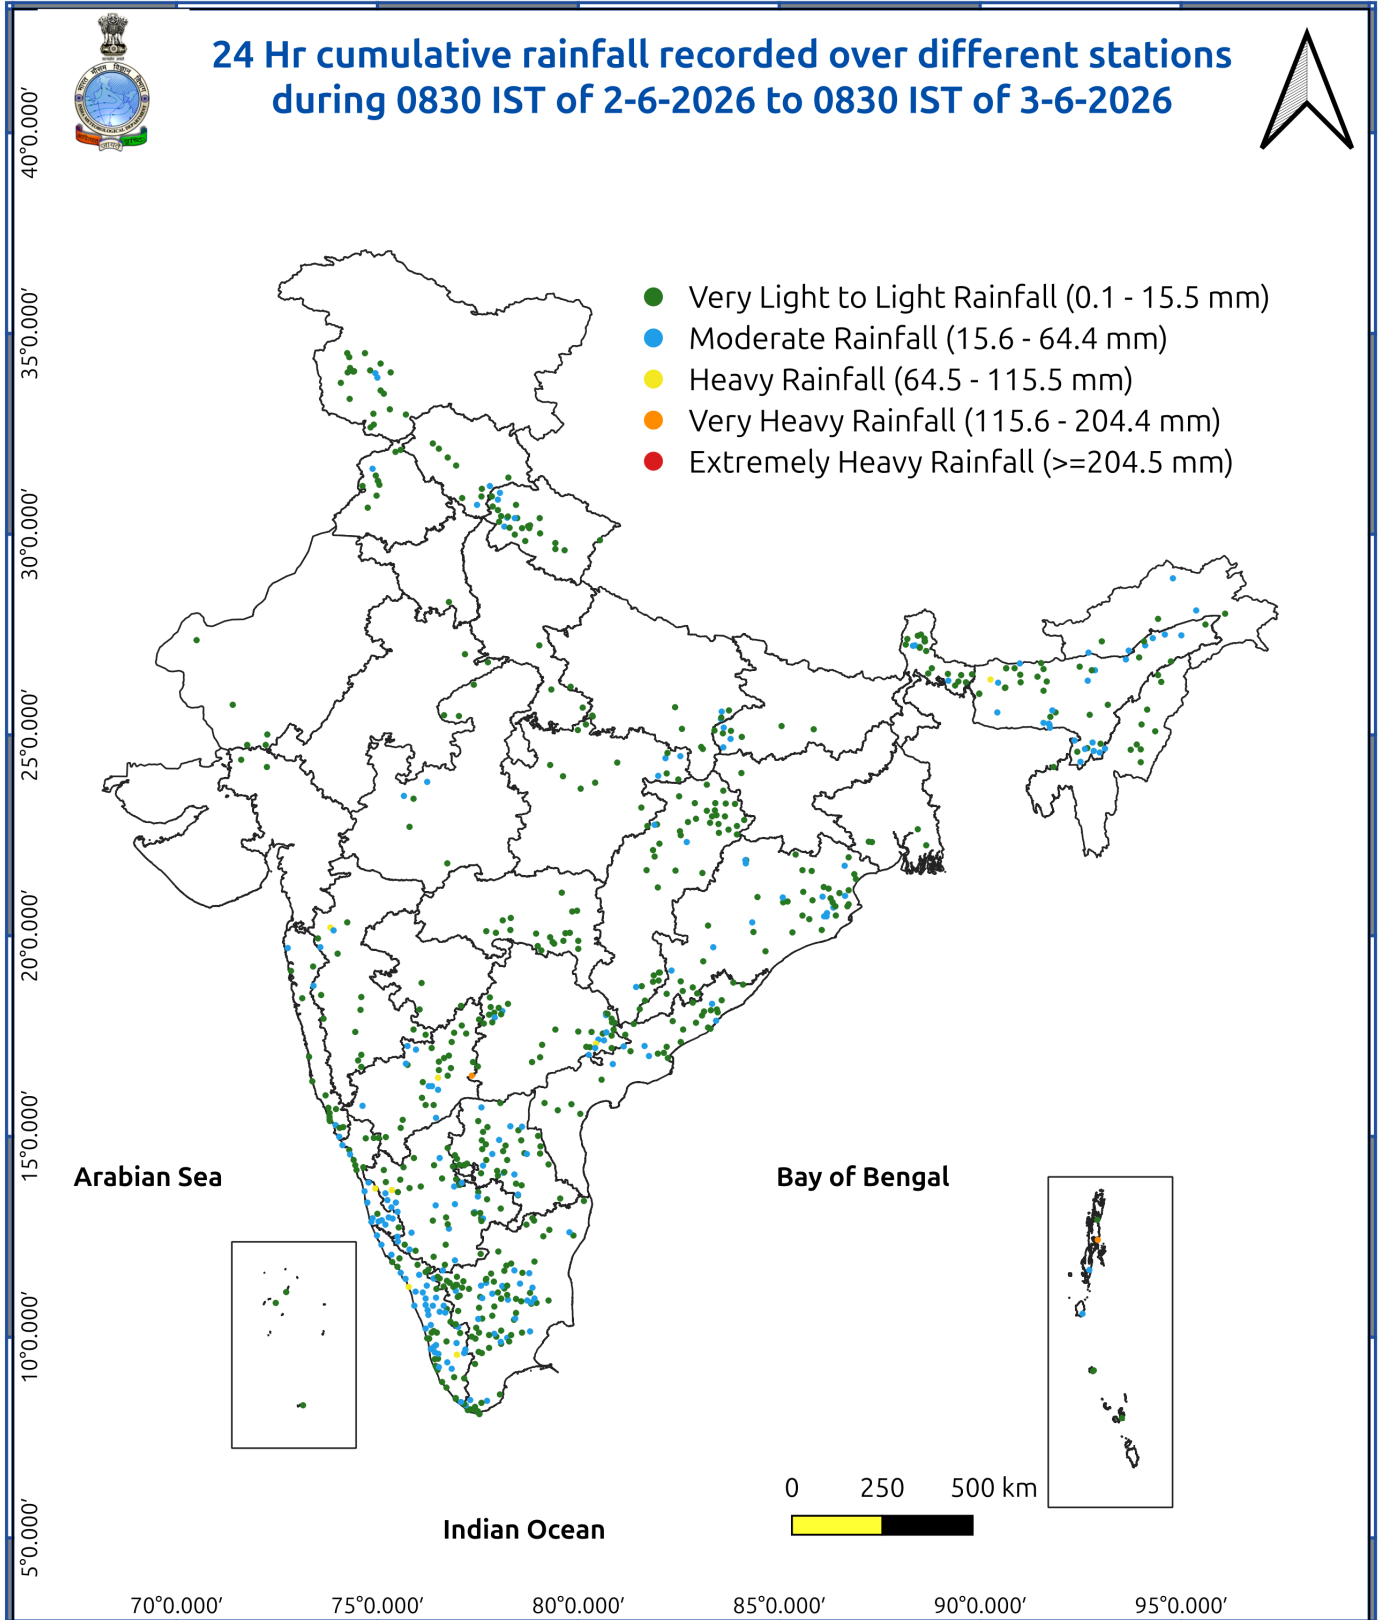 24 Hr cumulative rainfall recorded over different stations
during 0830 IST of 2-6-2026 to 0830 IST of 3-6-2026
Very Light to Light Rainfall (0.1 - 15.5 mm)
Moderate Rainfall (15.6 - 64.4 mm)
Heavy Rainfall (64.5 - 115.5 mm)
Very Heavy Rainfall (115.6 - 204.4 mm)
Extremely Heavy Rainfall (>=204.5 mm)
40°0.000′
35°0.000′
30°0.000′
25°0.000′
20°0.000′
15°0.000′
10°0.000′
5°0.000′
Arabian Sea
Bay of Bengal
Indian Ocean
0 250 500 km
70°0.000′ 75°0.000′ 80°0.000′ 85°0.000′ 90°0.000′ 95°0.000′